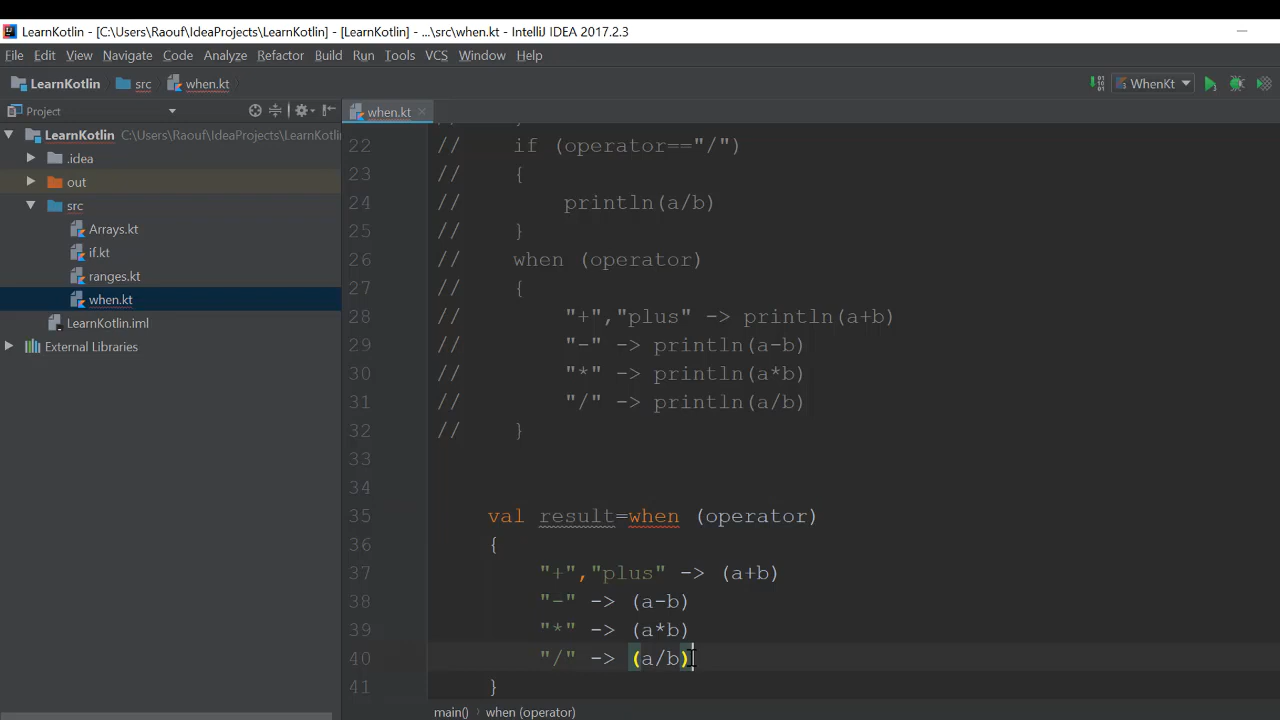 LearnKotlin - [C:\Users\Raouf\IdeaProjects\LearnKotlin] - [LearnKotlin] - ...\src\when.kt - IntelliJ IDEA 2017.2.3
File Edit View Navigate Code Analyze Refactor Build Run Tools VCS Window Help
LearnKotlin src when.kt WhenKt
Project when.kt
LearnKotlin C:\Users\Raouf\IdeaProjects\LearnKotli
.idea
out
src
Arrays.kt
if.kt
ranges.kt
when.kt
LearnKotlin.iml
External Libraries
22 // if (operator=="/")
23 // {
24 // println(a/b)
25 // }
26 // when (operator)
27 // {
28 // "+","plus" -> println(a+b)
29 // "-" -> println(a-b)
30 // "*" -> println(a*b)
31 // "/" -> println(a/b)
32 // }
33
34
35 val result=when (operator)
36 {
37 "+","plus" -> (a+b)
38 "-" -> (a-b)
39 "*" -> (a*b)
40 "/" -> (a/b)
41 }
main() when (operator)